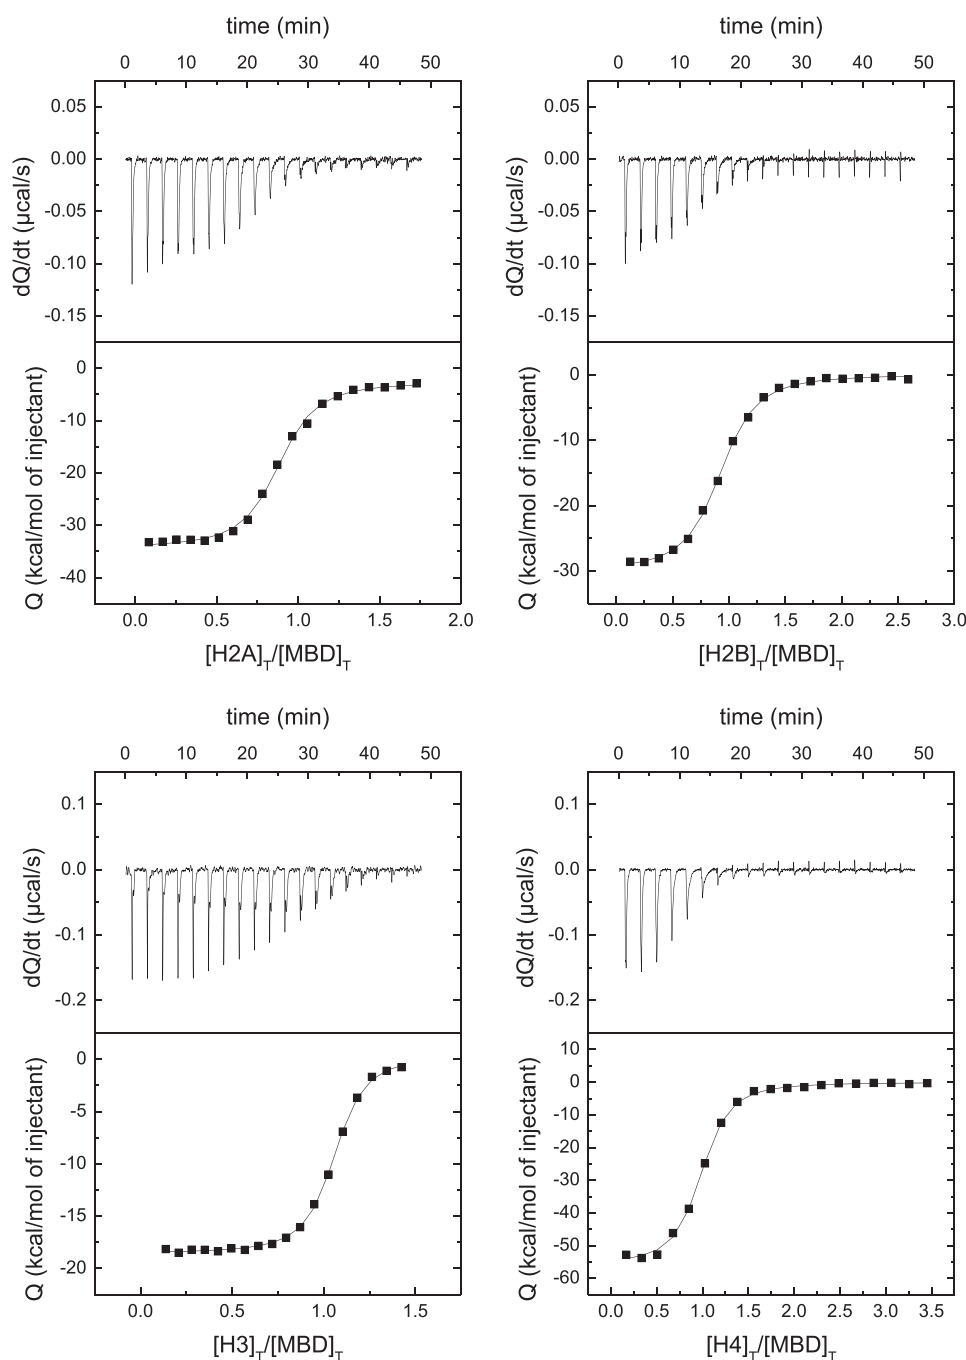 time (min)
0 10 20 30 40 50
0.05
0.00
-0.05
-0.10
-0.15
dQ/dt (µcal/s)
0
-10
-20
-30
-40
Q (kcal/mol of injectant)
0.0 0.5 1.0 1.5 2.0
[H2A]T/[MBD]T
time (min)
0 10 20 30 40 50
0.05
0.00
-0.05
-0.10
-0.15
dQ/dt (µcal/s)
0
-10
-20
-30
Q (kcal/mol of injectant)
0.0 0.5 1.0 1.5 2.0 2.5 3.0
[H2B]T/[MBD]T
time (min)
0 10 20 30 40 50
0.1
0.0
-0.1
-0.2
dQ/dt (µcal/s)
0
-5
-10
-15
-20
Q (kcal/mol of injectant)
0.0 0.5 1.0 1.5
[H3]T/[MBD]T
time (min)
0 10 20 30 40 50
0.1
0.0
-0.1
-0.2
dQ/dt (µcal/s)
10
0
-10
-20
-30
-40
-50
-60
Q (kcal/mol of injectant)
0.0 0.5 1.0 1.5 2.0 2.5 3.0 3.5
[H4]T/[MBD]T